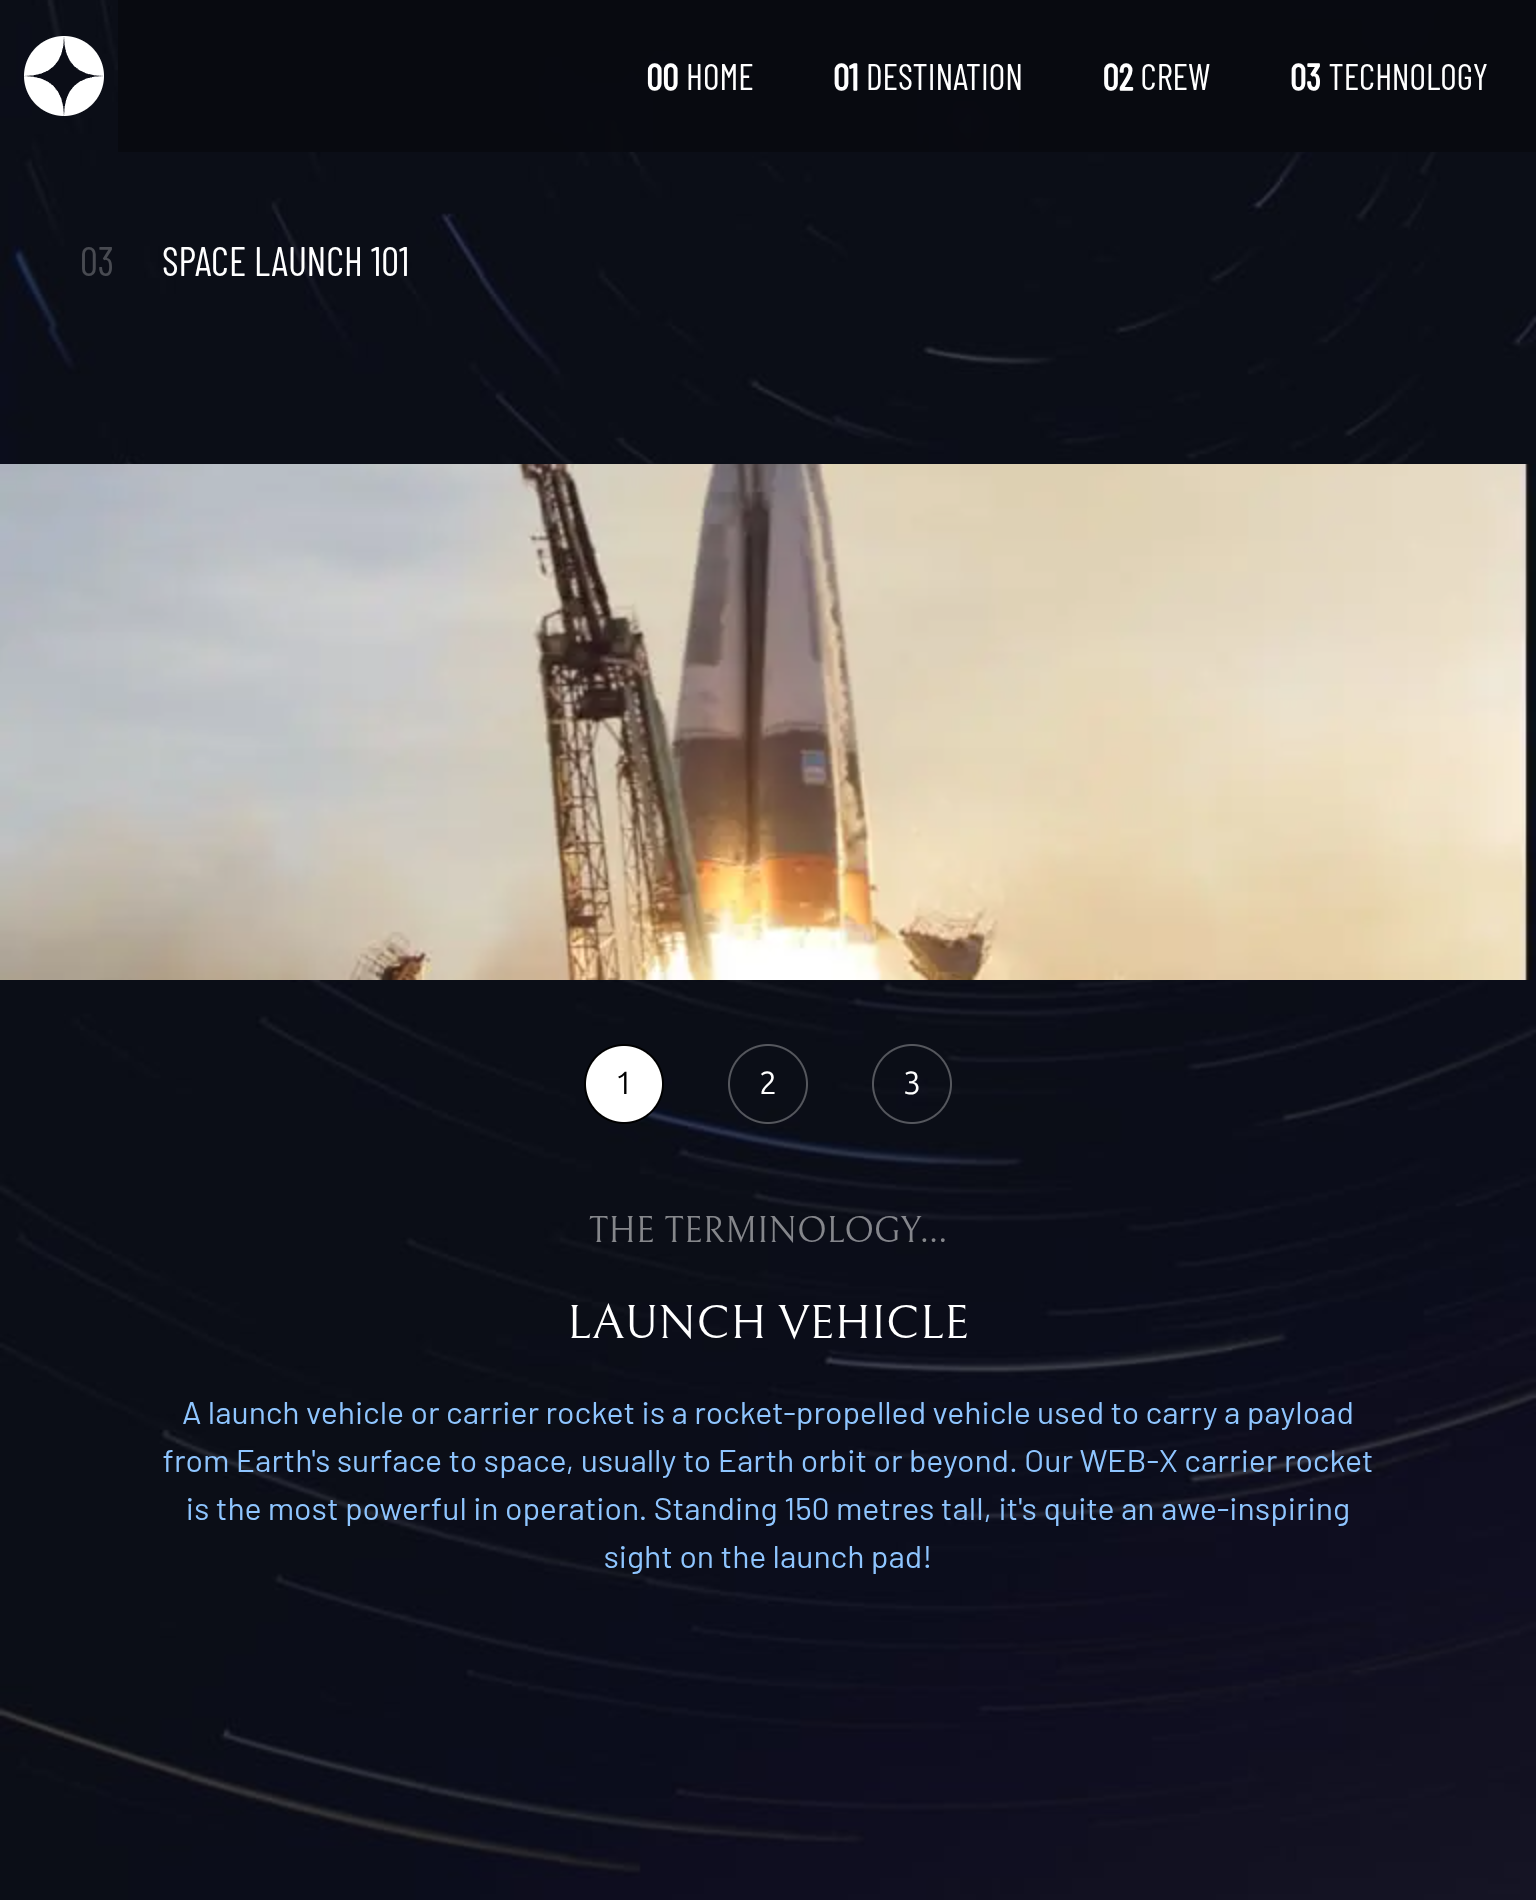 00 HOME 01 DESTINATION 02 CREW 03 TECHNOLOGY
03 SPACE LAUNCH 101
1 2 3
THE TERMINOLOGY...
LAUNCH VEHICLE
A launch vehicle or carrier rocket is a rocket-propelled vehicle used to carry a payload
from Earth's surface to space, usually to Earth orbit or beyond. Our WEB-X carrier rocket
is the most powerful in operation. Standing 150 metres tall, it's quite an awe-inspiring
sight on the launch pad!